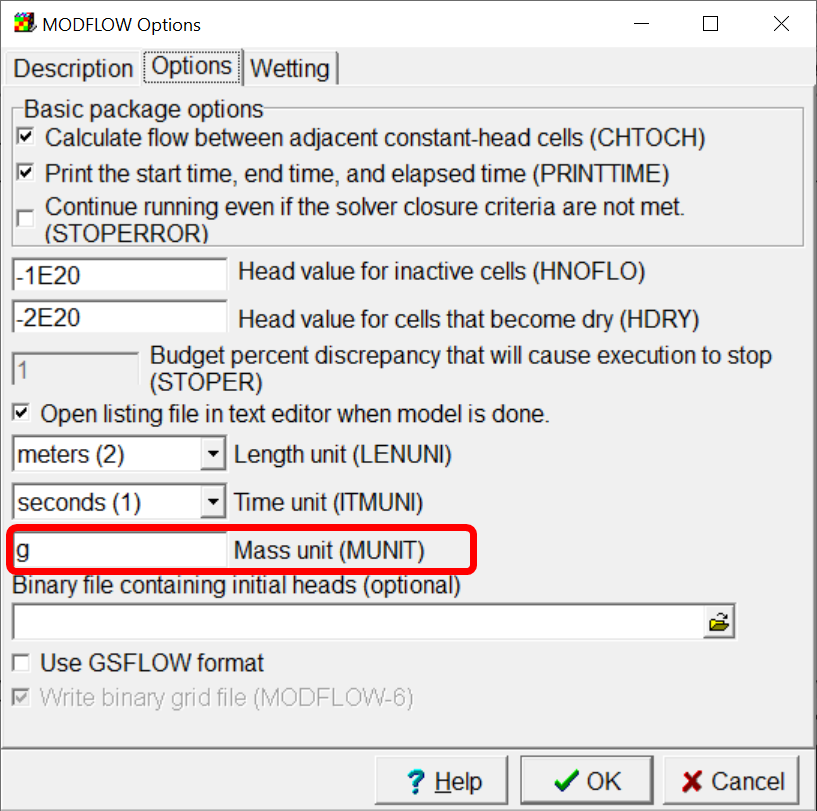 MODFLOW Options
Description Options Wetting
Basic package options
Calculate flow between adjacent constant-head cells (CHTOCH)
Print the start time, end time, and elapsed time (PRINTTIME)
Continue running even if the solver closure criteria are not met.
(STOPERROR)
-1E20 Head value for inactive cells (HNOFLO)
-2E20 Head value for cells that become dry (HDRY)
1 Budget percent discrepancy that will cause execution to stop
(STOPER)
Open listing file in text editor when model is done.
meters (2) Length unit (LENUNI)
seconds (1) Time unit (ITMUNI)
g Mass unit (MUNIT)
Binary file containing initial heads (optional)
Use GSFLOW format
Write binary grid file (MODFLOW-6)
? Help OK Cancel